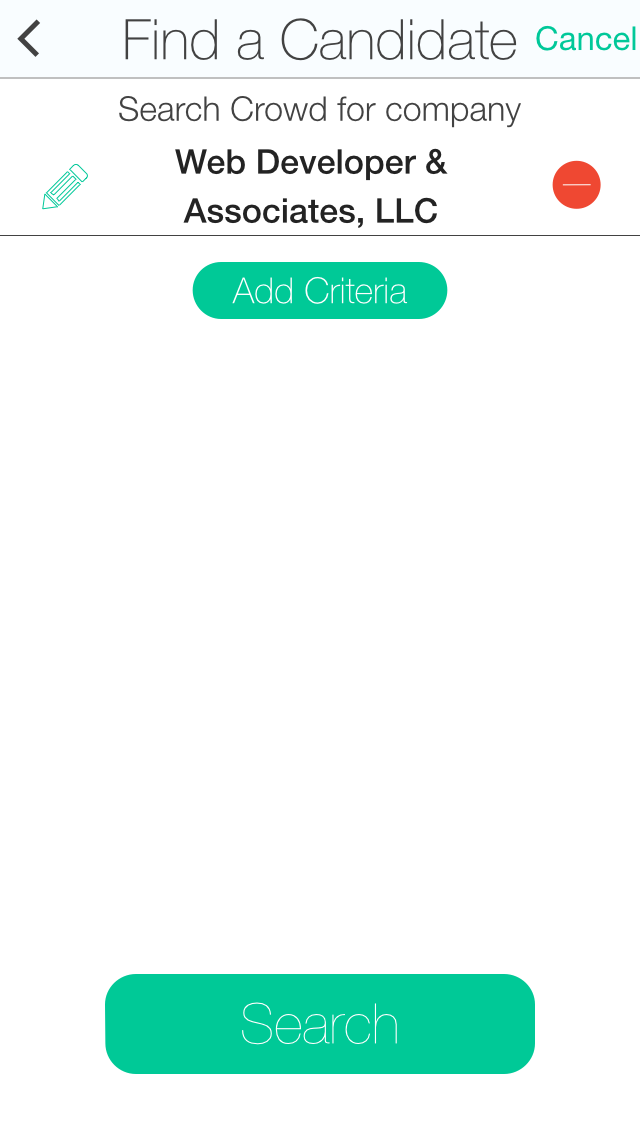 Find a Candidate Cancel
Search Crowd for company
Web Developer &
Associates, LLC
Add Criteria
Search